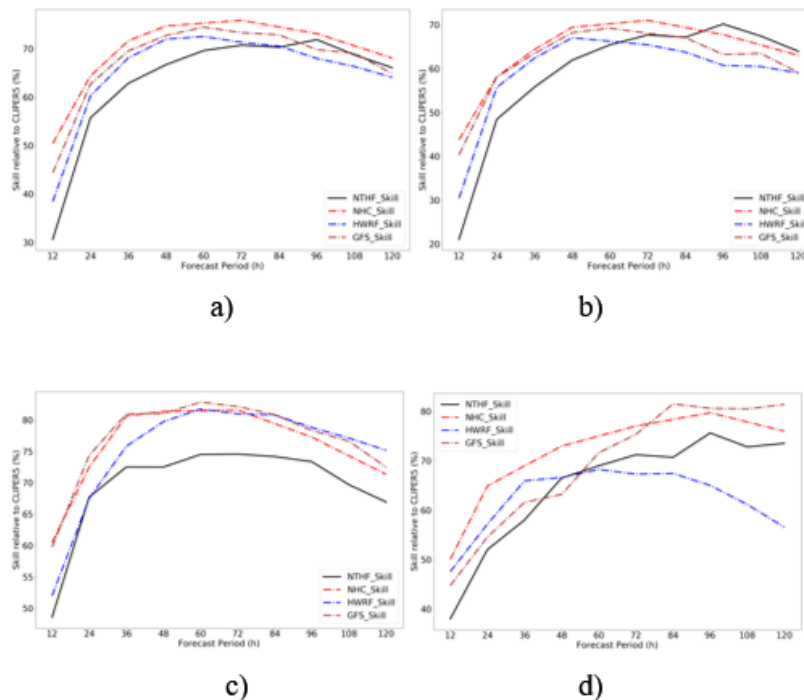 70
60
50
40
30
Skill relative to CLIPER5 (%)
NTHF_Skill
NHC_Skill
HWRF_Skill
GFS_Skill
12 24 36 48 60 72 84 96 108 120
Forecast Period (h)
a)
70
60
50
40
30
20
Skill relative to CLIPER5 (%)
NTHF_Skill
NHC_Skill
HWRF_Skill
GFS_Skill
12 24 36 48 60 72 84 96 108 120
Forecast Period (h)
b)
80
75
70
65
60
55
50
Skill relative to CLIPER5 (%)
NTHF_Skill
NHC_Skill
HWRF_Skill
GFS_Skill
12 24 36 48 60 72 84 96 108 120
Forecast Period (h)
c)
80
70
60
50
40
Skill relative to CLIPER5 (%)
NTHF_Skill
NHC_Skill
HWRF_Skill
GFS_Skill
12 24 36 48 60 72 84 96 108 120
Forecast Period (h)
d)